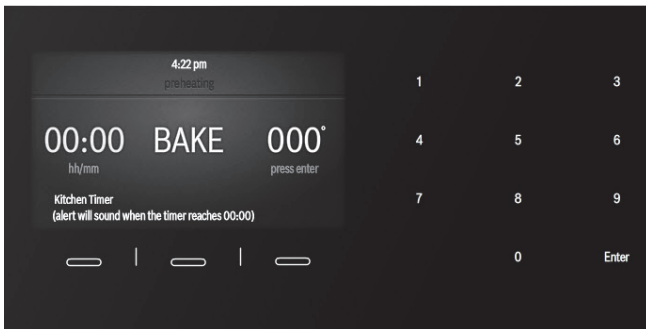 4:22 pm
preheating
00:00 BAKE 000°
hh/mm press enter
Kitchen Timer
(alert will sound when the timer reaches 00:00)
1 2 3
4 5 6
7 8 9
0 Enter